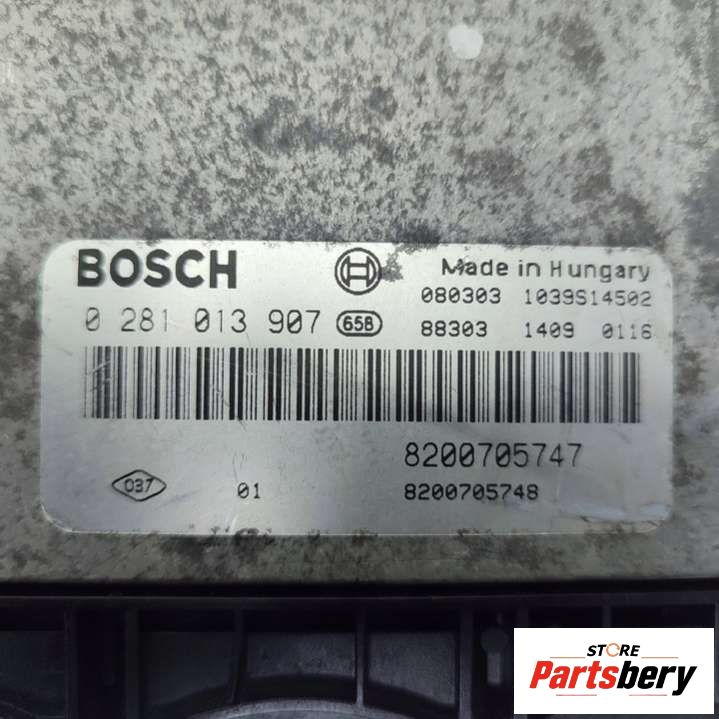 BOSCH
Made in Hungary
080303 1039S14502
0 281 013 907 658
88303 1409 0116
8200705747
037 01 8200705748
STORE
Partsbery